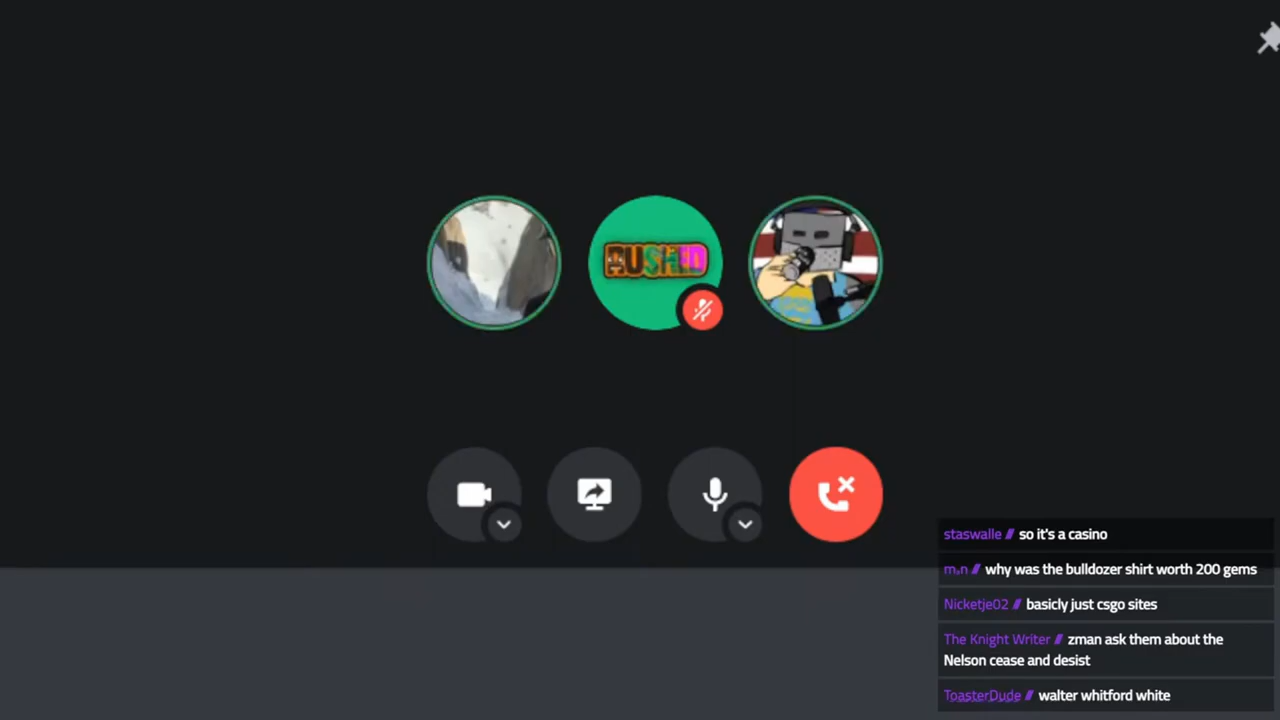 RUSHID
staswalle // so it's a casino
m,n // why was the bulldozer shirt worth 200 gems
Nicketje02 // basicly just csgo sites
The Knight Writer // zman ask them about the
Nelson cease and desist
ToasterDude // walter whitford white